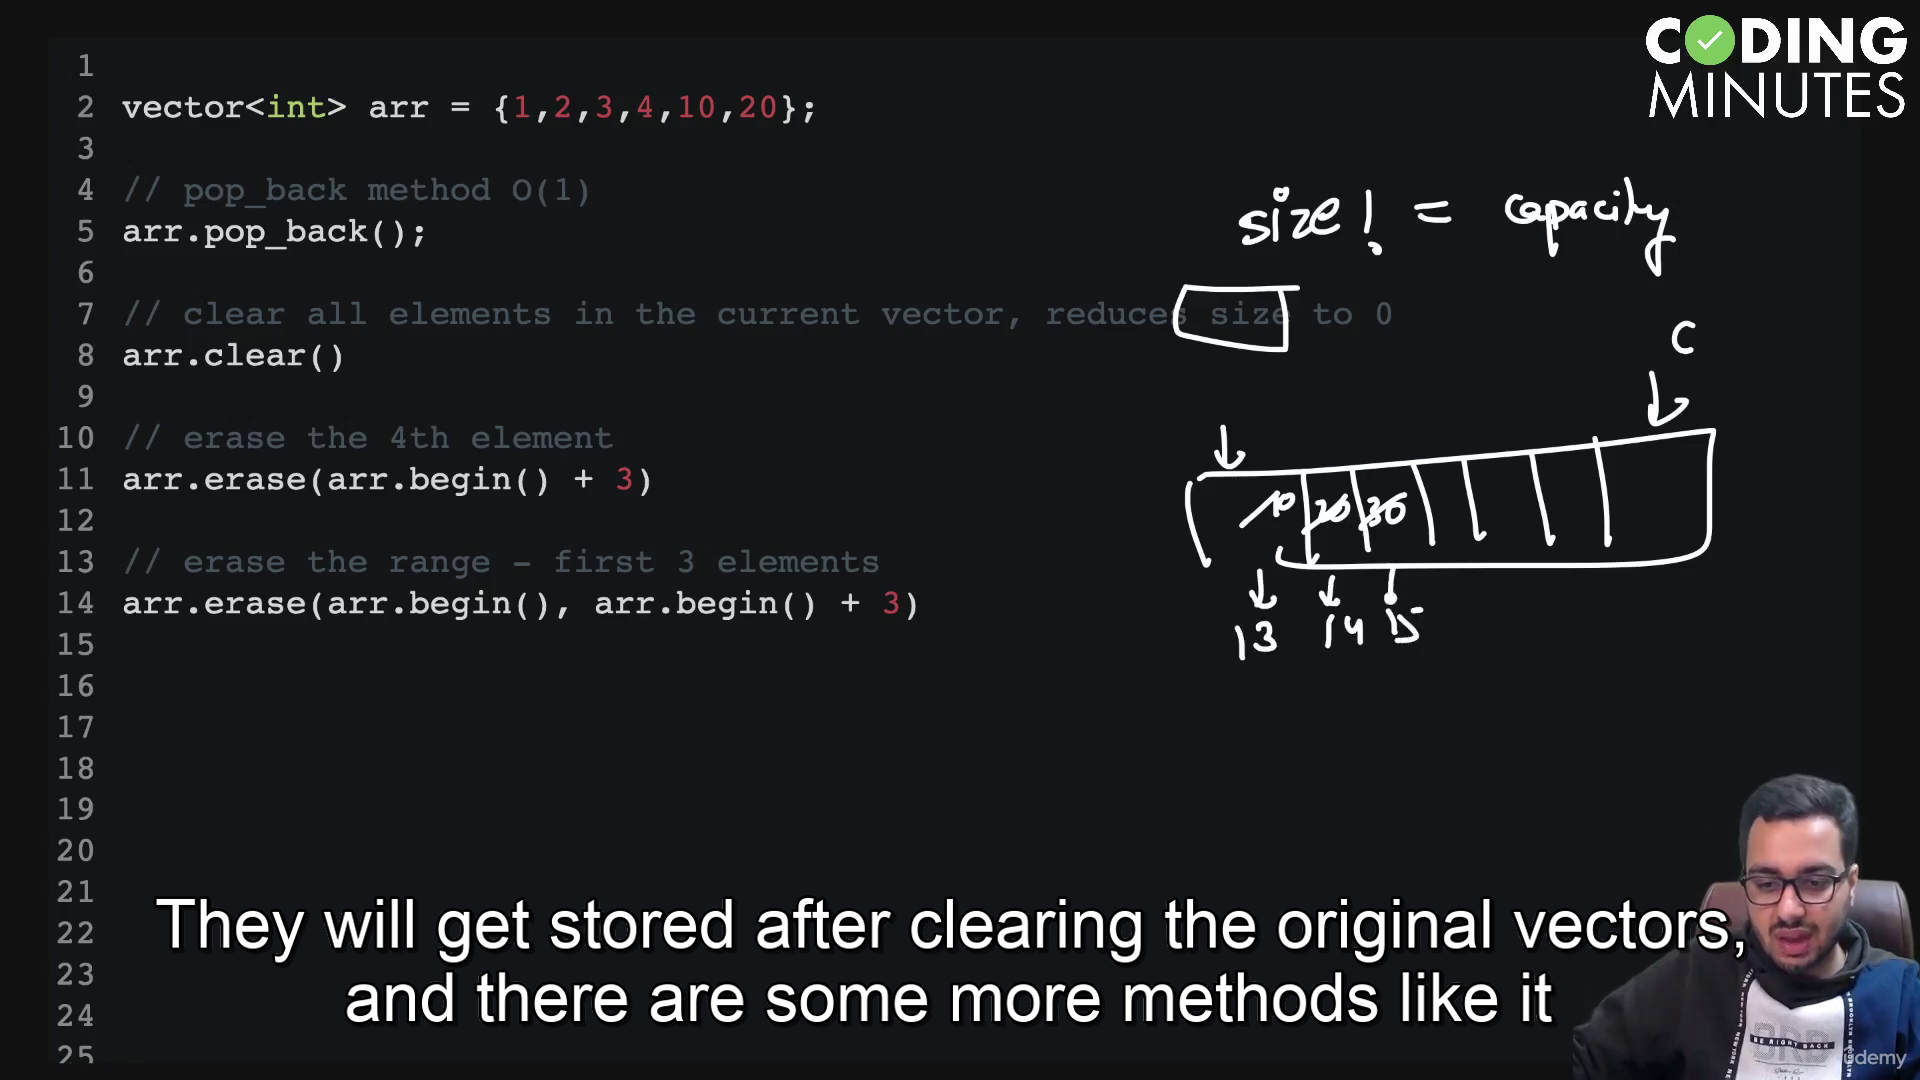 CODING
MINUTES
1
2 vector<int> arr = {1,2,3,4,10,20};
3
4 // pop_back method O(1)
5 arr.pop_back();
6
7 // clear all elements in the current vector, reduces size to 0
8 arr.clear()
9
10 // erase the 4th element
11 arr.erase(arr.begin() + 3)
12
13 // erase the range – first 3 elements
14 arr.erase(arr.begin(), arr.begin() + 3)
15
16
17
18
19
20
21
22
23
24
25
size != capacity
C
10 20 30
13 14 15
They will get stored after clearing the original vectors,
and there are some more methods like it
BE RIGHT BACK
udemy